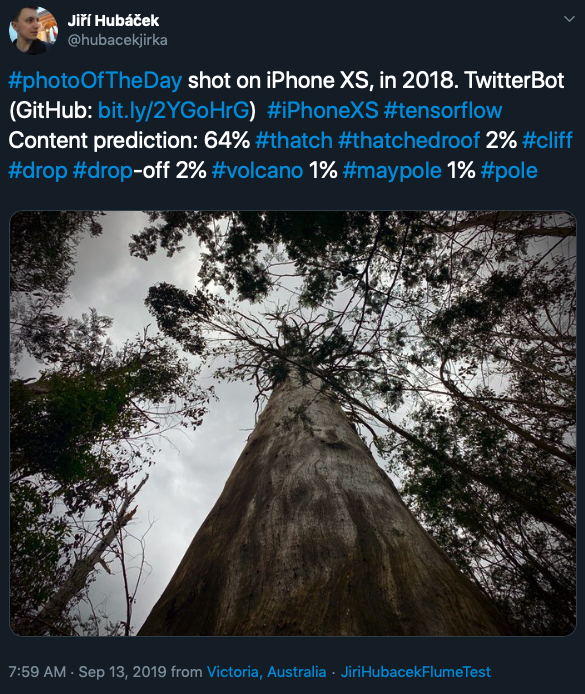 Jiří Hubáček
@hubacekjirka
#photoOfTheDay shot on iPhone XS, in 2018. TwitterBot
(GitHub: bit.ly/2YGoHrG) #iPhoneXS #tensorflow
Content prediction: 64% #thatch #thatchedroof 2% #cliff
#drop #drop-off 2% #volcano 1% #maypole 1% #pole
7:59 AM · Sep 13, 2019 from Victoria, Australia · JiriHubacekFlumeTest